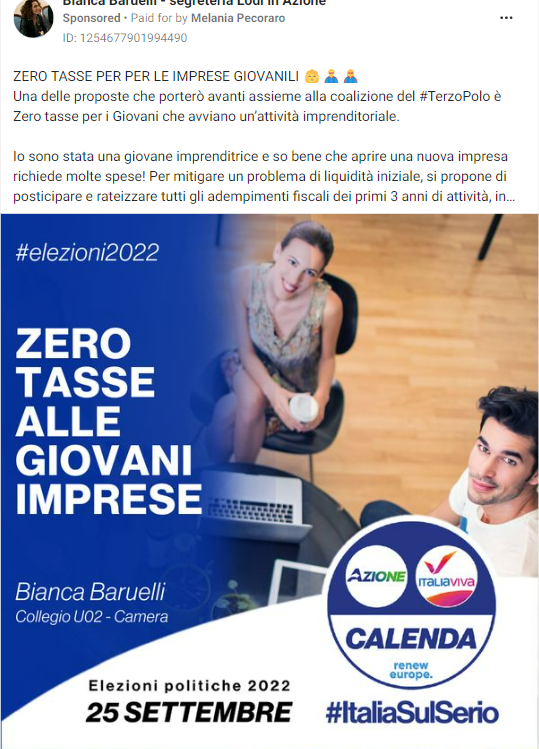 Bianca Baruelli - segreteria Lodi in Azione
Sponsored • Paid for by Melania Pecoraro
ID: 1254677901994490
ZERO TASSE PER PER LE IMPRESE GIOVANILI
Una delle proposte che porterò avanti assieme alla coalizione del #TerzoPolo è
Zero tasse per i Giovani che avviano un'attività imprenditoriale.
Io sono stata una giovane imprenditrice e so bene che aprire una nuova impresa
richiede molte spese! Per mitigare un problema di liquidità iniziale, si propone di
posticipare e rateizzare tutti gli adempimenti fiscali dei primi 3 anni di attività, in...
#elezioni2022
ZERO
TASSE
ALLE
GIOVANI
IMPRESE
Bianca Baruelli
Collegio U02 - Camera
AZIONE
ITALIAVIVA
CALENDA
renew
europe.
Elezioni politiche 2022
25 SETTEMBRE
#ItaliaSulSerio